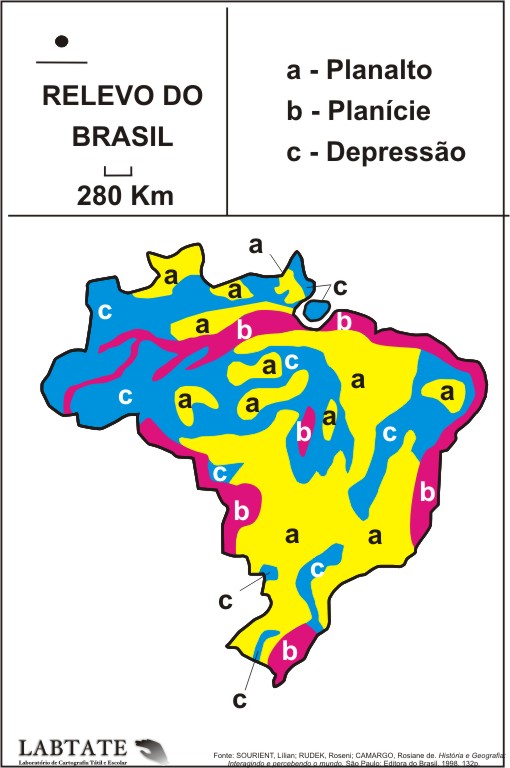 RELEVO DO
BRASIL
280 Km
a - Planalto
b - Planície
c - Depressão
a
a
a
c
c
a
b
b
a
c
a
c
a
a
a
a
c
b
c
b
b
a
a
c
c
b
c
LABTATE
Laboratório de Cartografia Tátil e Escolar
Fonte: SOURIENT, Lílian; RUDEK, Roseni; CAMARGO, Rosiane de. História e Geografia:
Interagindo e percebendo o mundo. São Paulo: Editora do Brasil, 1998. 132p.